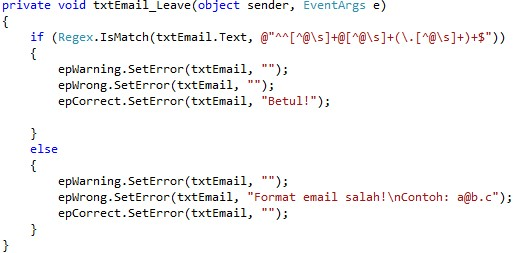 private void txtEmail_Leave(object sender, EventArgs e)
{
    if (Regex.IsMatch(txtEmail.Text, @"^^[^@\s]+@[^@\s]+(\.[^@\s]+)+$"))
    {
        epWarning.SetError(txtEmail, "");
        epWrong.SetError(txtEmail, "");
        epCorrect.SetError(txtEmail, "Betul!");

    }
    else
    {
        epWarning.SetError(txtEmail, "");
        epWrong.SetError(txtEmail, "Format email salah!\nContoh: a@b.c");
        epCorrect.SetError(txtEmail, "");
    }
}